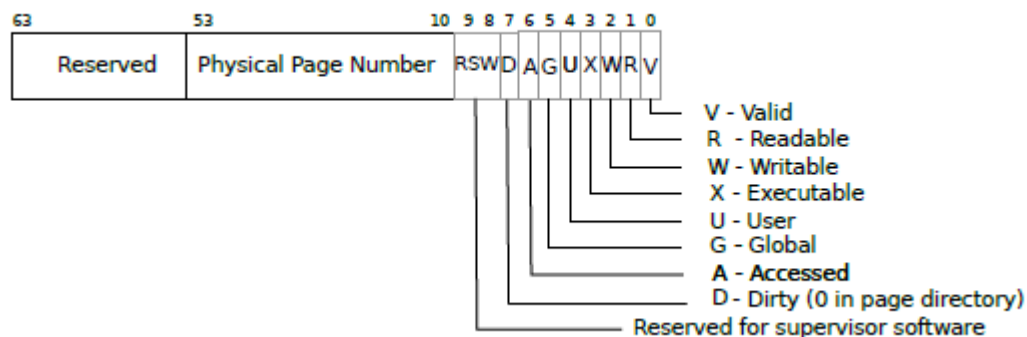 63 53 10 9 8 7 6 5 4 3 2 1 0
Reserved Physical Page Number RSW D A G U X W R V
V - Valid
R - Readable
W - Writable
X - Executable
U - User
G - Global
A - Accessed
D - Dirty (0 in page directory)
Reserved for supervisor software